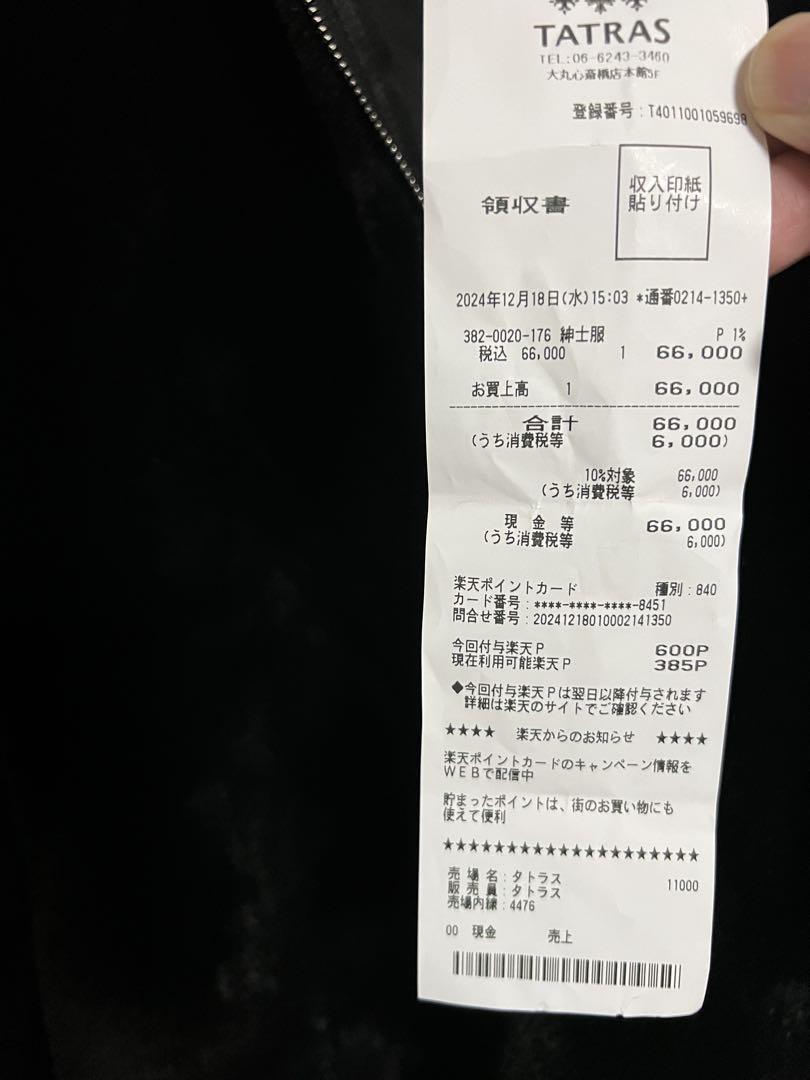 TATRAS
TEL:06-6243-3460
大丸心斎橋店本館5F
登録番号:T4011001059698
領収書
収入印紙
貼り付け
2024年12月18日(水)15:03 *通番0214-1350+
382-0020-176 紳士服 P 1%
税込 66,000 1 66,000
お買上高 1 66,000
合計 66,000
(うち消費税等 6,000)
10%対象 66,000
(うち消費税等 6,000)
現金等 66,000
(うち消費税等 6,000)
楽天ポイントカード 種別:840
カード番号:****-****-****-8451
問合せ番号:20241218010002141350
今回付与楽天P 600P
現在利用可能楽天P 385P
◆今回付与楽天Pは翌日以降付与されます
詳細は楽天のサイトでご確認ください
★★★★ 楽天からのお知らせ ★★★★
楽天ポイントカードのキャンペーン情報を
WEBで配信中
貯まったポイントは、街のお買い物にも
使えて便利
★★★★★★★★★★★★★★★★★★★★
売場名:タトラス 11000
販売員:タトラス
売場内線:4476
00 現金 売上